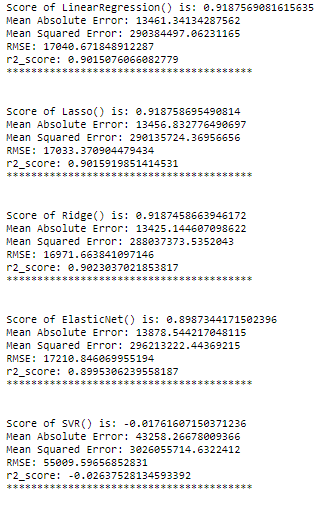 Score of LinearRegression() is: 0.9187569081615635
Mean Absolute Error: 13461.34134287562
Mean Squared Error: 290384497.06231165
RMSE: 17040.671848912287
r2_score: 0.9015076066082779
*****************************************
Score of Lasso() is: 0.918758695490814
Mean Absolute Error: 13456.832776490697
Mean Squared Error: 290135724.36956656
RMSE: 17033.370904479434
r2_score: 0.9015919851414531
*****************************************
Score of Ridge() is: 0.9187458663946172
Mean Absolute Error: 13425.144607098622
Mean Squared Error: 288037373.5352043
RMSE: 16971.663841097146
r2_score: 0.9023037021853817
*****************************************
Score of ElasticNet() is: 0.8987344171502396
Mean Absolute Error: 13878.544217048115
Mean Squared Error: 296213222.44369215
RMSE: 17210.846069955194
r2_score: 0.8995306239558187
*****************************************
Score of SVR() is: -0.01761607150371236
Mean Absolute Error: 43258.26678009366
Mean Squared Error: 3026055714.6322412
RMSE: 55009.59656852831
r2_score: -0.02637528134593392
*****************************************